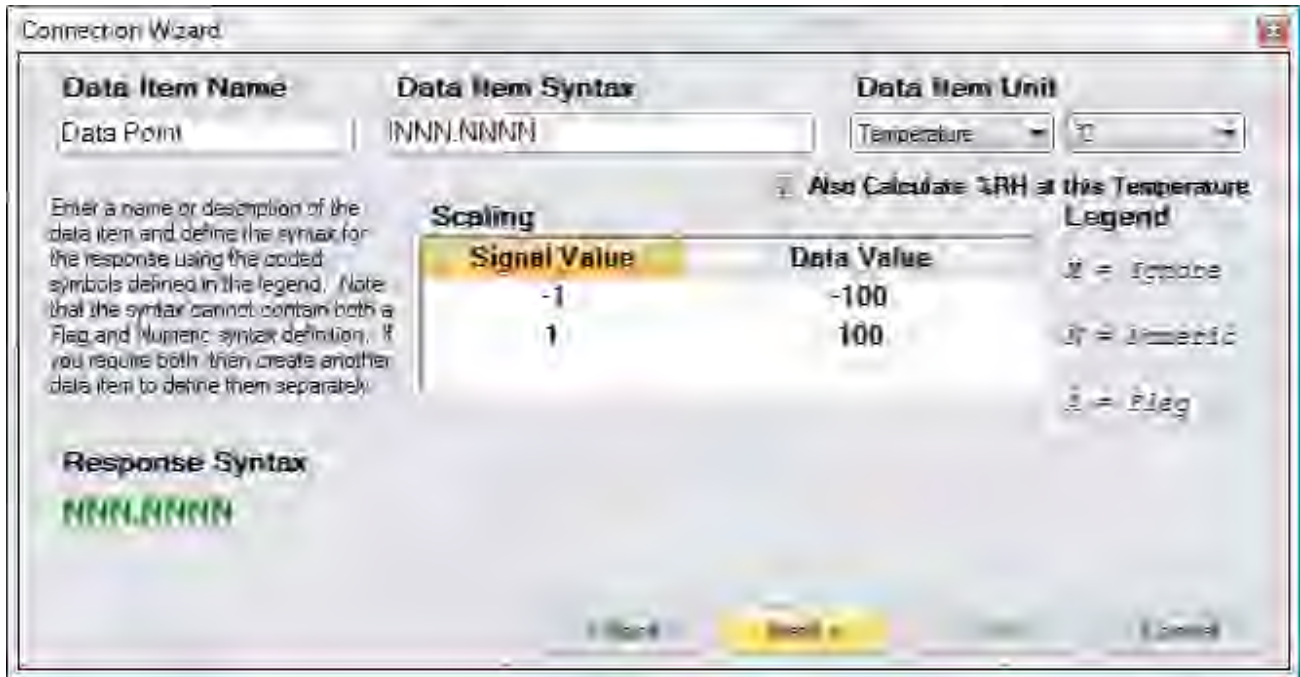 Connection Wizard
Data Item Name
Data Item Syntax
Data Item Unit
Data Point
NNN.NNNN
Temperature
°C
Also Calculate %RH at this Temperature
Enter a name or description of the
data item and define the syntax for
the response using the coded
symbols defined in the legend. Note
that the syntax cannot contain both a
Flag and Numeric syntax definition. If
you require both, then create another
data item to define them separately
Scaling
Signal Value
Data Value
-1
-100
1
100
Legend
= Ignore
= Numeric
= Flag
Response Syntax
NNN.NNNN
< Back
Next >
Cancel